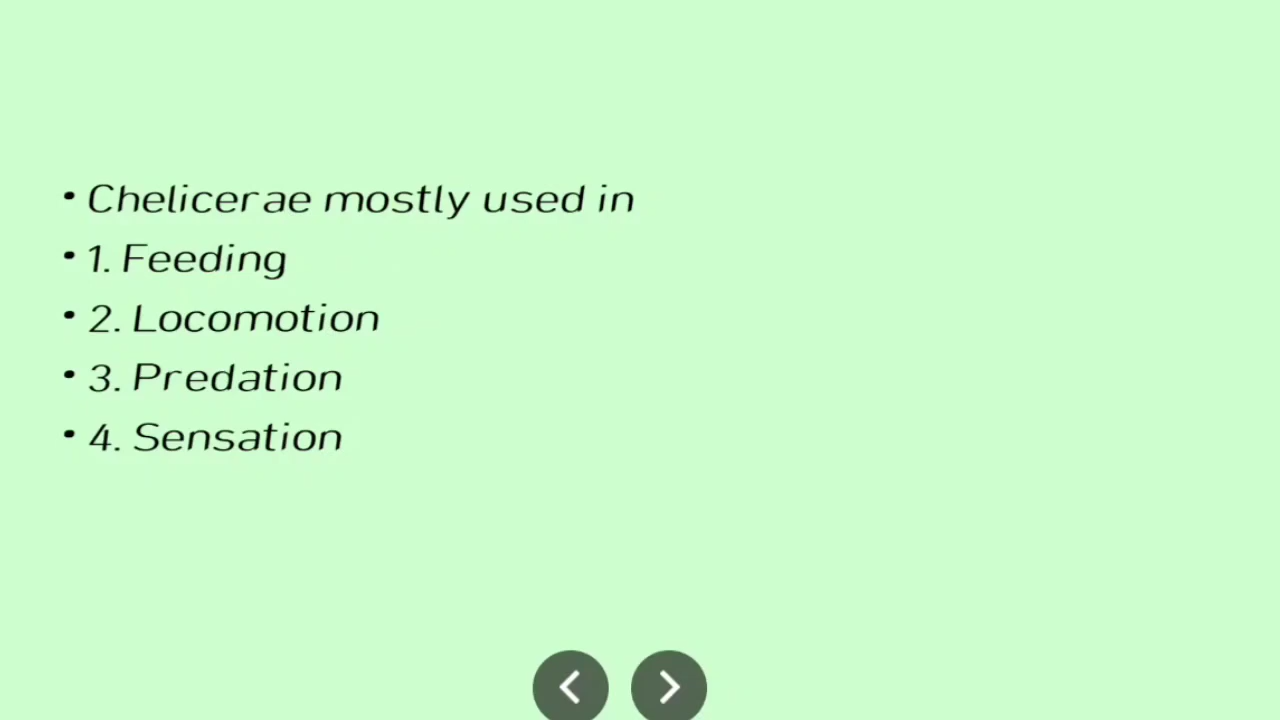 • Chelicerae mostly used in
• 1. Feeding
• 2. Locomotion
• 3. Predation
• 4. Sensation